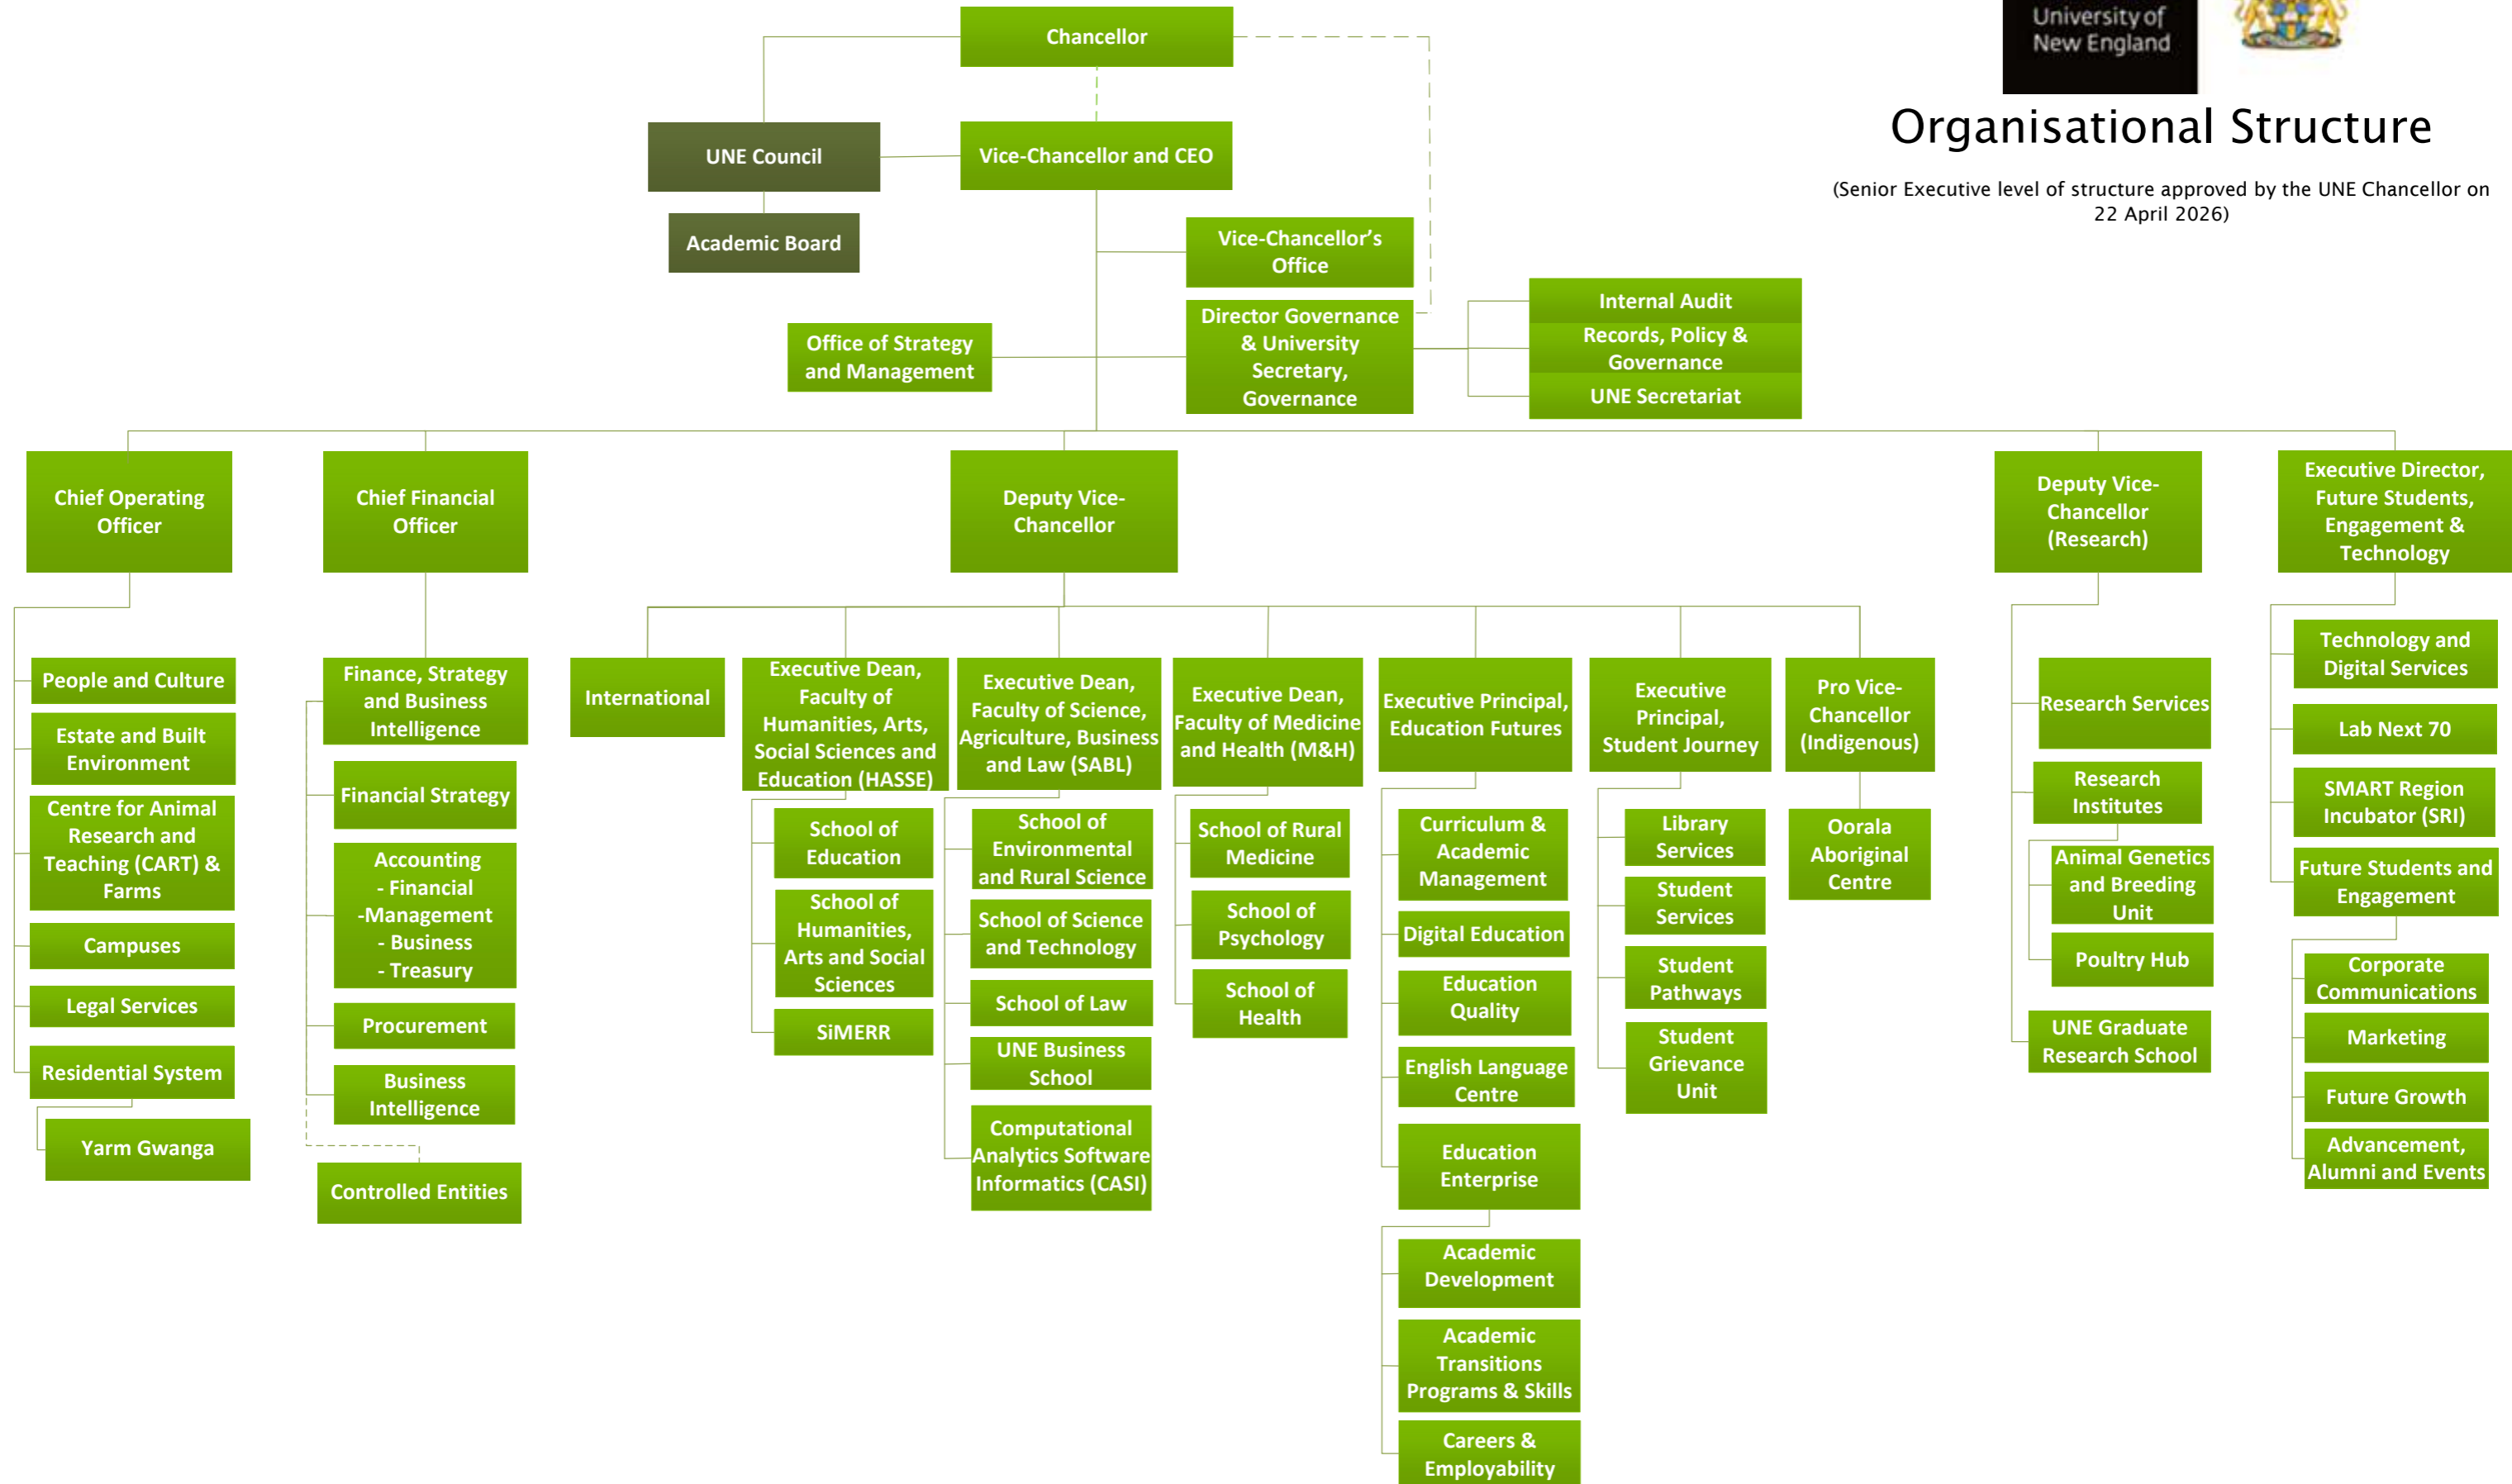 University of
New England
Organisational Structure
(Senior Executive level of structure approved by the UNE Chancellor on
22 April 2026)
Chancellor
UNE Council
Vice-Chancellor and CEO
Academic Board
Vice-Chancellor’s
Office
Office of Strategy
and Management
Director Governance
& University
Secretary,
Governance
Internal Audit
Records, Policy &
Governance
UNE Secretariat
Chief Operating
Officer
Chief Financial
Officer
Deputy Vice-
Chancellor
Deputy Vice-
Chancellor
(Research)
Executive Director,
Future Students,
Engagement &
Technology
People and Culture
Estate and Built
Environment
Centre for Animal
Research and
Teaching (CART) &
Farms
Campuses
Legal Services
Residential System
Yarm Gwanga
Finance, Strategy
and Business
Intelligence
Financial Strategy
Accounting
- Financial
-Management
- Business
- Treasury
Procurement
Business
Intelligence
Controlled Entities
International
Executive Dean,
Faculty of
Humanities, Arts,
Social Sciences and
Education (HASSE)
School of
Education
School of
Humanities,
Arts and Social
Sciences
SiMERR
Executive Dean,
Faculty of Science,
Agriculture, Business
and Law (SABL)
School of
Environmental
and Rural Science
School of Science
and Technology
School of Law
UNE Business
School
Computational
Analytics Software
Informatics (CASI)
Executive Dean,
Faculty of Medicine
and Health (M&H)
School of Rural
Medicine
School of
Psychology
School of
Health
Executive Principal,
Education Futures
Curriculum &
Academic
Management
Digital Education
Education
Quality
English Language
Centre
Education
Enterprise
Academic
Development
Academic
Transitions
Programs & Skills
Careers &
Employability
Executive
Principal,
Student Journey
Library
Services
Student
Services
Student
Pathways
Student
Grievance
Unit
Pro Vice-
Chancellor
(Indigenous)
Oorala
Aboriginal
Centre
Research Services
Research
Institutes
Animal Genetics
and Breeding
Unit
Poultry Hub
UNE Graduate
Research School
Technology and
Digital Services
Lab Next 70
SMART Region
Incubator (SRI)
Future Students and
Engagement
Corporate
Communications
Marketing
Future Growth
Advancement,
Alumni and Events